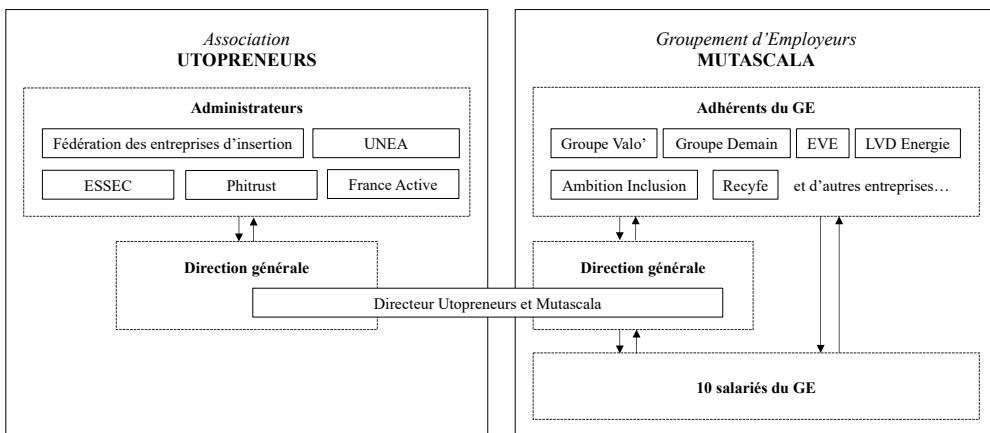 Association
UTOPRENEURS
Administrateurs
Fédération des entreprises d’insertion
UNEA
ESSEC
Phitrust
France Active
Direction générale
Groupement d’Employeurs
MUTASCALA
Adhérents du GE
Groupe Valo’
Groupe Demain
EVE
LVD Energie
Ambition Inclusion
Recyfe
et d’autres entreprises…
Direction générale
Directeur Utopreneurs et Mutascala
10 salariés du GE